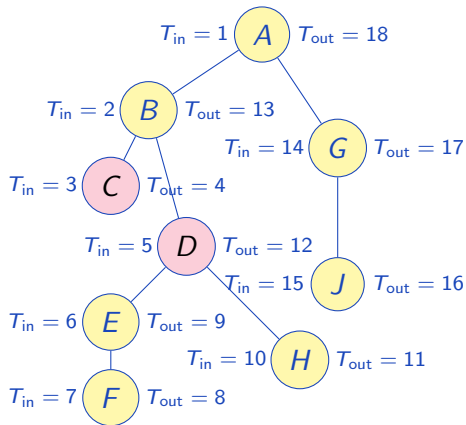 T_in = 1 A T_out = 18
T_in = 2 B T_out = 13
T_in = 14 G T_out = 17
T_in = 3 C T_out = 4
T_in = 5 D T_out = 12
T_in = 15 J T_out = 16
T_in = 6 E T_out = 9
T_in = 10 H T_out = 11
T_in = 7 F T_out = 8